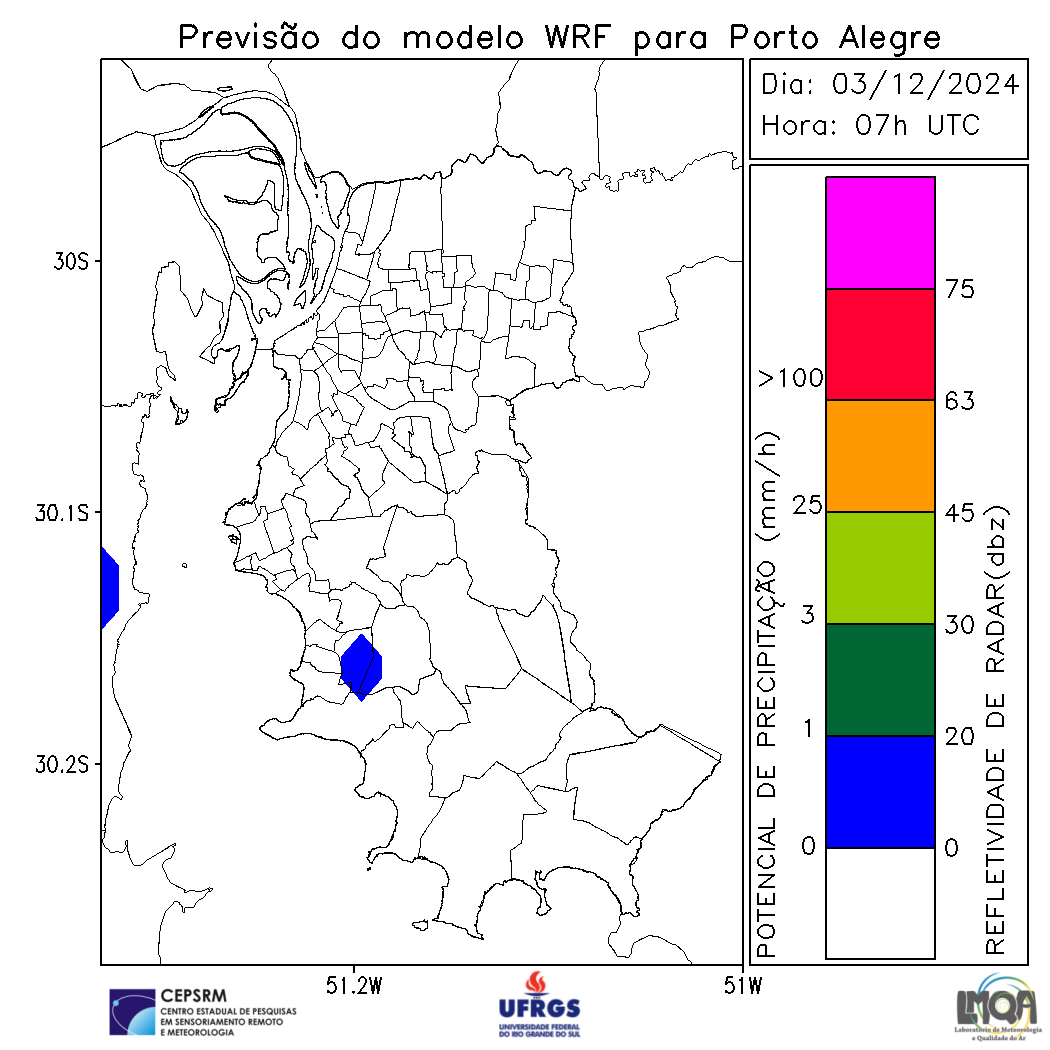 Previsão do modelo WRF para Porto Alegre
Dia: 03/12/2024
Hora: 07h UTC
30S
30.1S
30.2S
51.2W
51W
POTENCIAL DE PRECIPITAÇÃO (mm/h)
>100
25
3
1
0
75
63
45
30
20
0
REFLETIVIDADE DE RADAR(dbz)
CEPSRM
CENTRO ESTADUAL DE PESQUISAS
EM SENSORIAMENTO REMOTO
E METEOROLOGIA
UFRGS
UNIVERSIDADE FEDERAL
DO RIO GRANDE DO SUL
LMQA
Laboratório de Meteorologia
e Qualidade do Ar